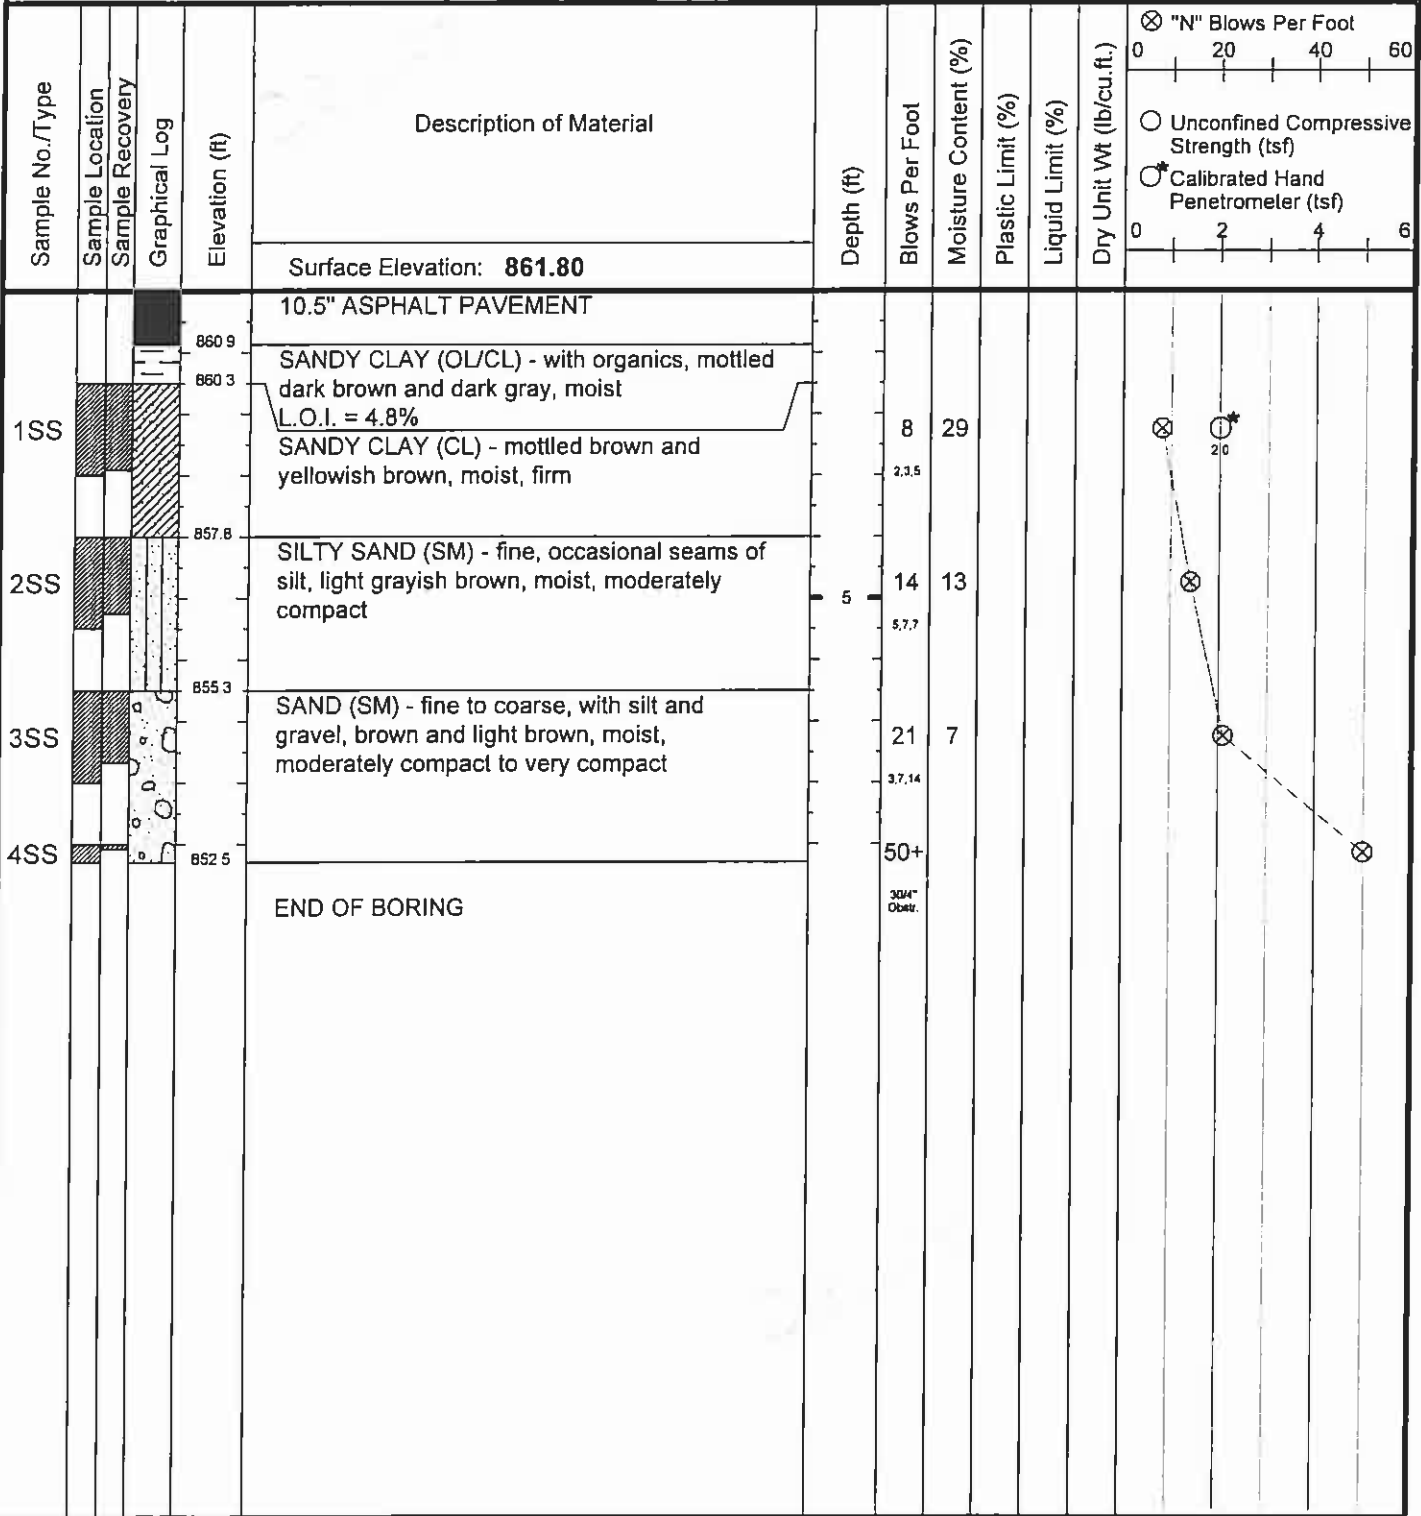 Sample No./Type
Sample Location
Sample Recovery
Graphical Log
Elevation (ft)
Description of Material
Surface Elevation: 861.80
Depth (ft)
Blows Per Foot
Moisture Content (%)
Plastic Limit (%)
Liquid Limit (%)
Dry Unit Wt (lb/cu.ft.)
"N" Blows Per Foot
0 20 40 60
Unconfined Compressive
Strength (tsf)
* Calibrated Hand
Penetrometer (tsf)
0 2 4 6
10.5" ASPHALT PAVEMENT
860 9
SANDY CLAY (OL/CL) - with organics, mottled
860 3
dark brown and dark gray, moist
L.O.I. = 4.8%
1SS
8 29
*
2 0
SANDY CLAY (CL) - mottled brown and
yellowish brown, moist, firm
2,3,5
857.8
SILTY SAND (SM) - fine, occasional seams of
2SS
silt, light grayish brown, moist, moderately
14 13
compact
5
5,7,7
855 3
SAND (SM) - fine to coarse, with silt and
3SS
gravel, brown and light brown, moist,
21 7
moderately compact to very compact
3,7,14
4SS
852 5
50+
30/4"
Obstr.
END OF BORING